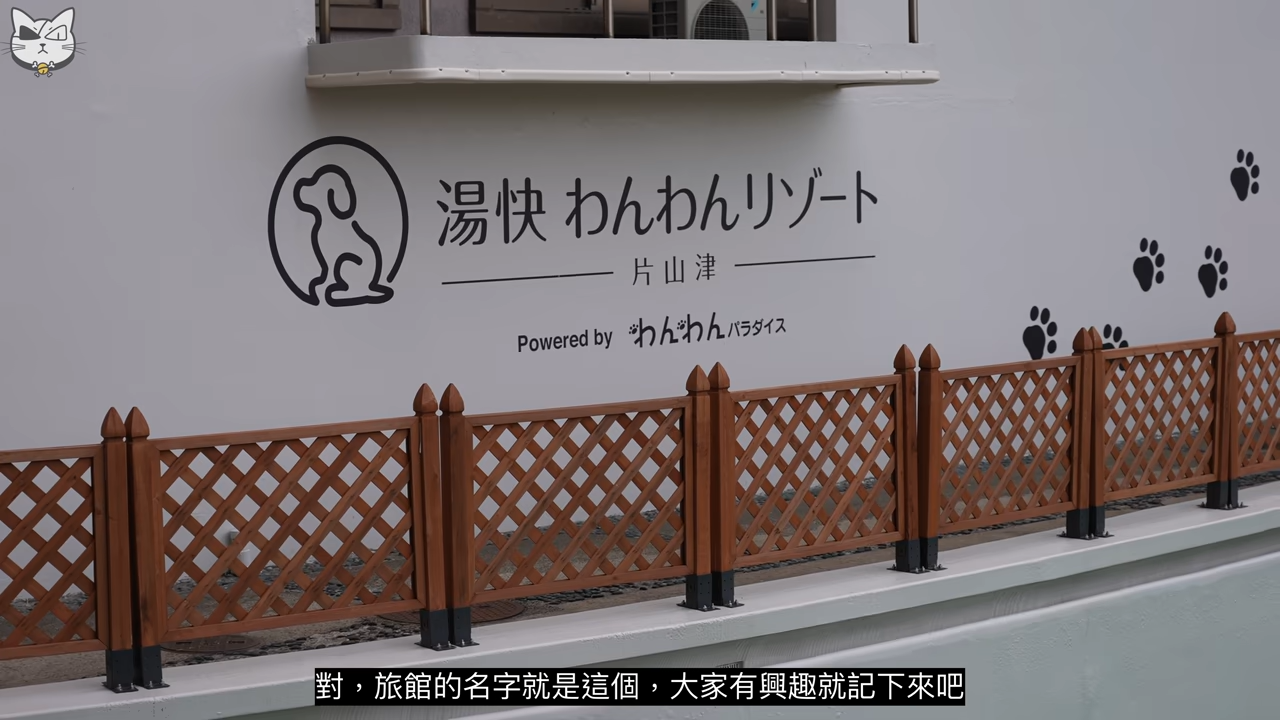 湯快 わんわんリゾート
片山津
Powered by わんわんパラダイス
對，旅館的名字就是這個，大家有興趣就記下來吧